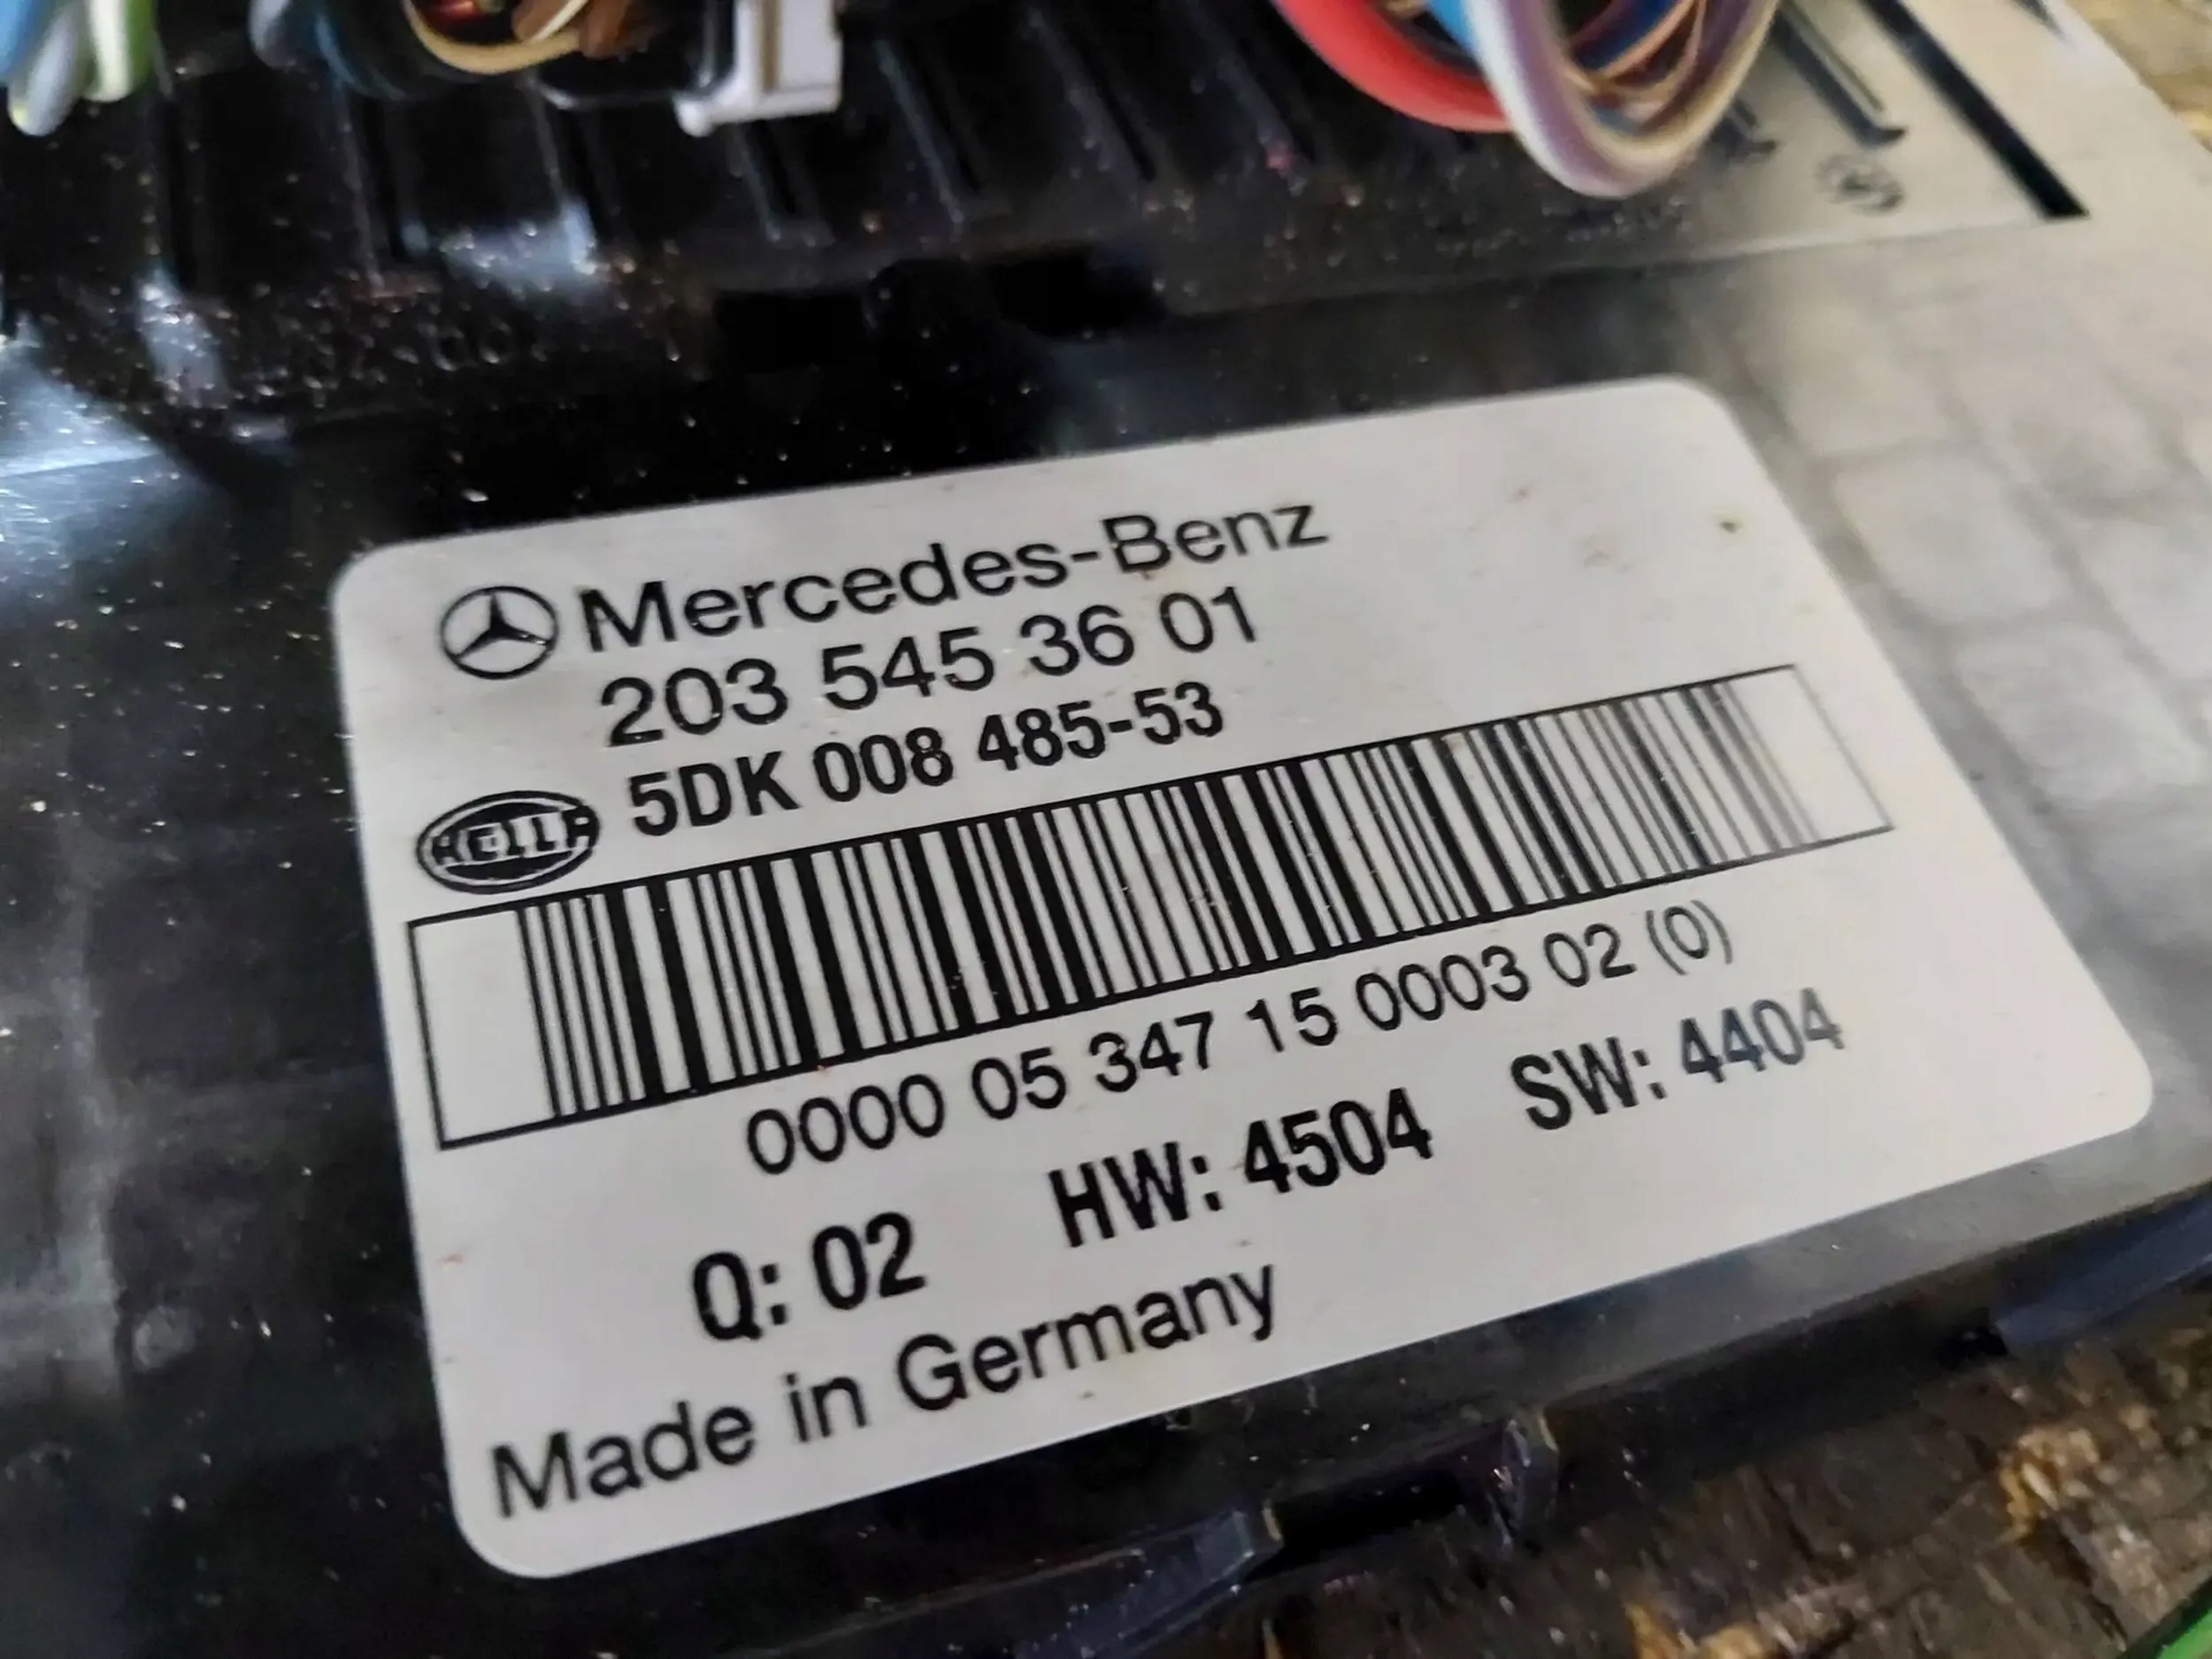 Mercedes-Benz
203 545 36 01
HELLA 5DK 008 485-53
0000 05 347 15 0003 02 (0)
Q: 02 HW: 4504 SW: 4404
Made in Germany